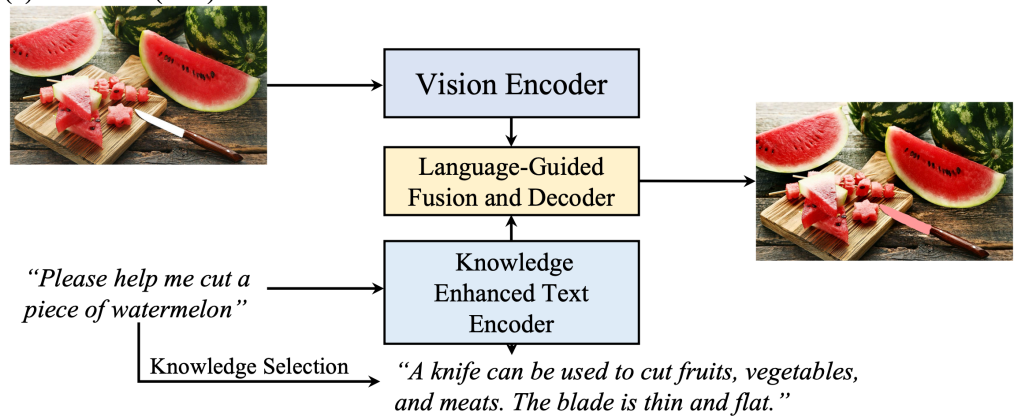 Vision Encoder
Language-Guided
Fusion and Decoder
“Please help me cut a
piece of watermelon”
Knowledge
Enhanced Text
Encoder
Knowledge Selection
“A knife can be used to cut fruits, vegetables,
and meats. The blade is thin and flat.”